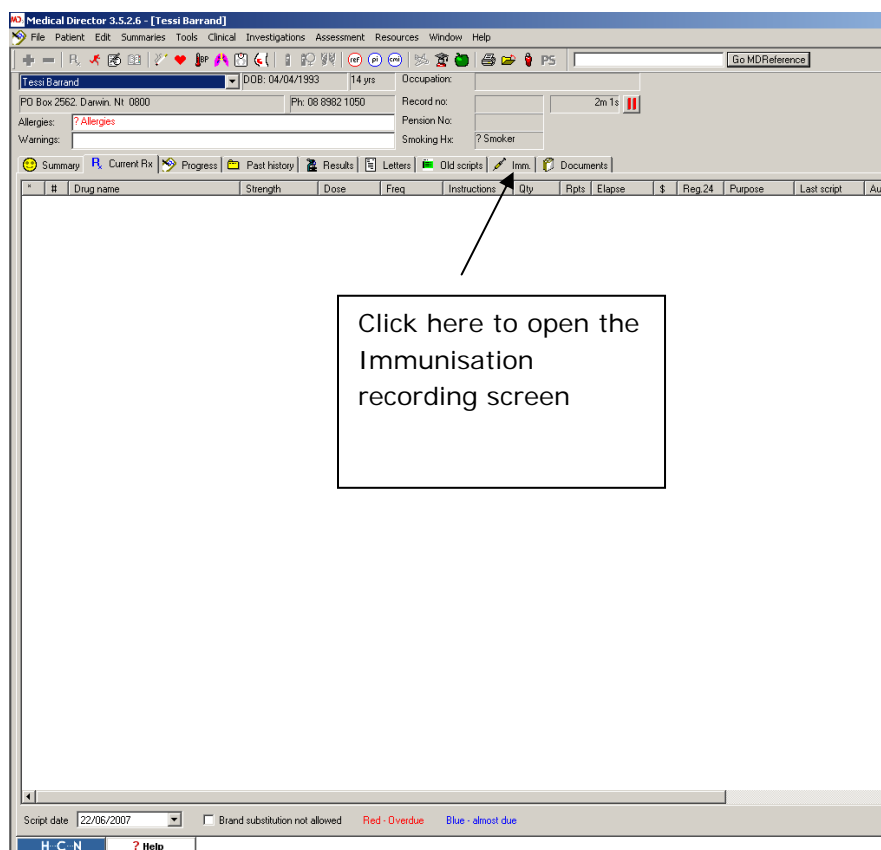 Medical Director 3.5.2.6 - [Tessi Barrand]
File Patient Edit Summaries Tools Clinical Investigations Assessment Resources Window Help
BP ref pi cmi PS Go MDReference
Tessi Barrand DOB: 04/04/1993 14 yrs Occupation:
PO Box 2562. Darwin. Nt 0800 Ph: 08 8982 1050 Record no: 2m 1s
Allergies: ? Allergies Pension No:
Warnings: Smoking Hx: ? Smoker
Summary Current Rx Progress Past history Results Letters Old scripts Imm. Documents
* # Drug name Strength Dose Freq Instructions Qty Rpts Elapse $ Reg.24 Purpose Last script Au
Click here to open the
Immunisation
recording screen
Script date 22/06/2007 Brand substitution not allowed Red - Overdue Blue - almost due
H C N ? Help